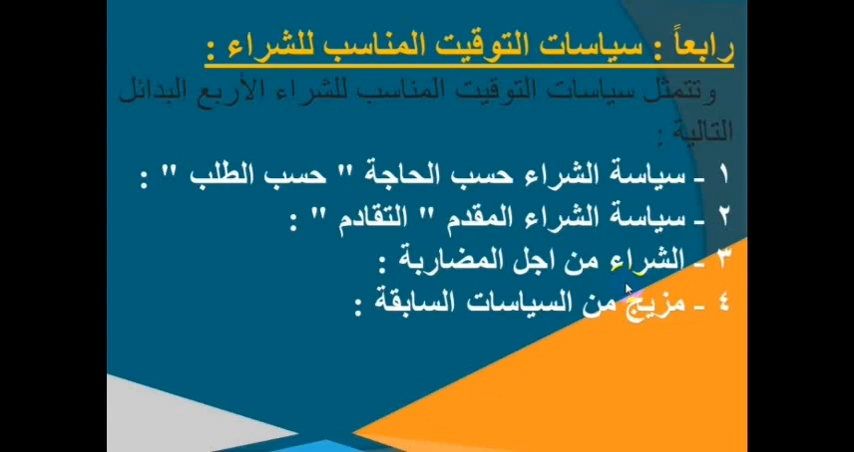 رابعاً : سياسات التوقيت المناسب للشراء :
وتتمثل سياسات التوقيت المناسب للشراء الأربع البدائل
التالية :
١ - سياسة الشراء حسب الحاجة " حسب الطلب " :
٢ - سياسة الشراء المقدم " التقادم " :
٣ - الشراء من اجل المضاربة :
٤ - مزيج من السياسات السابقة :